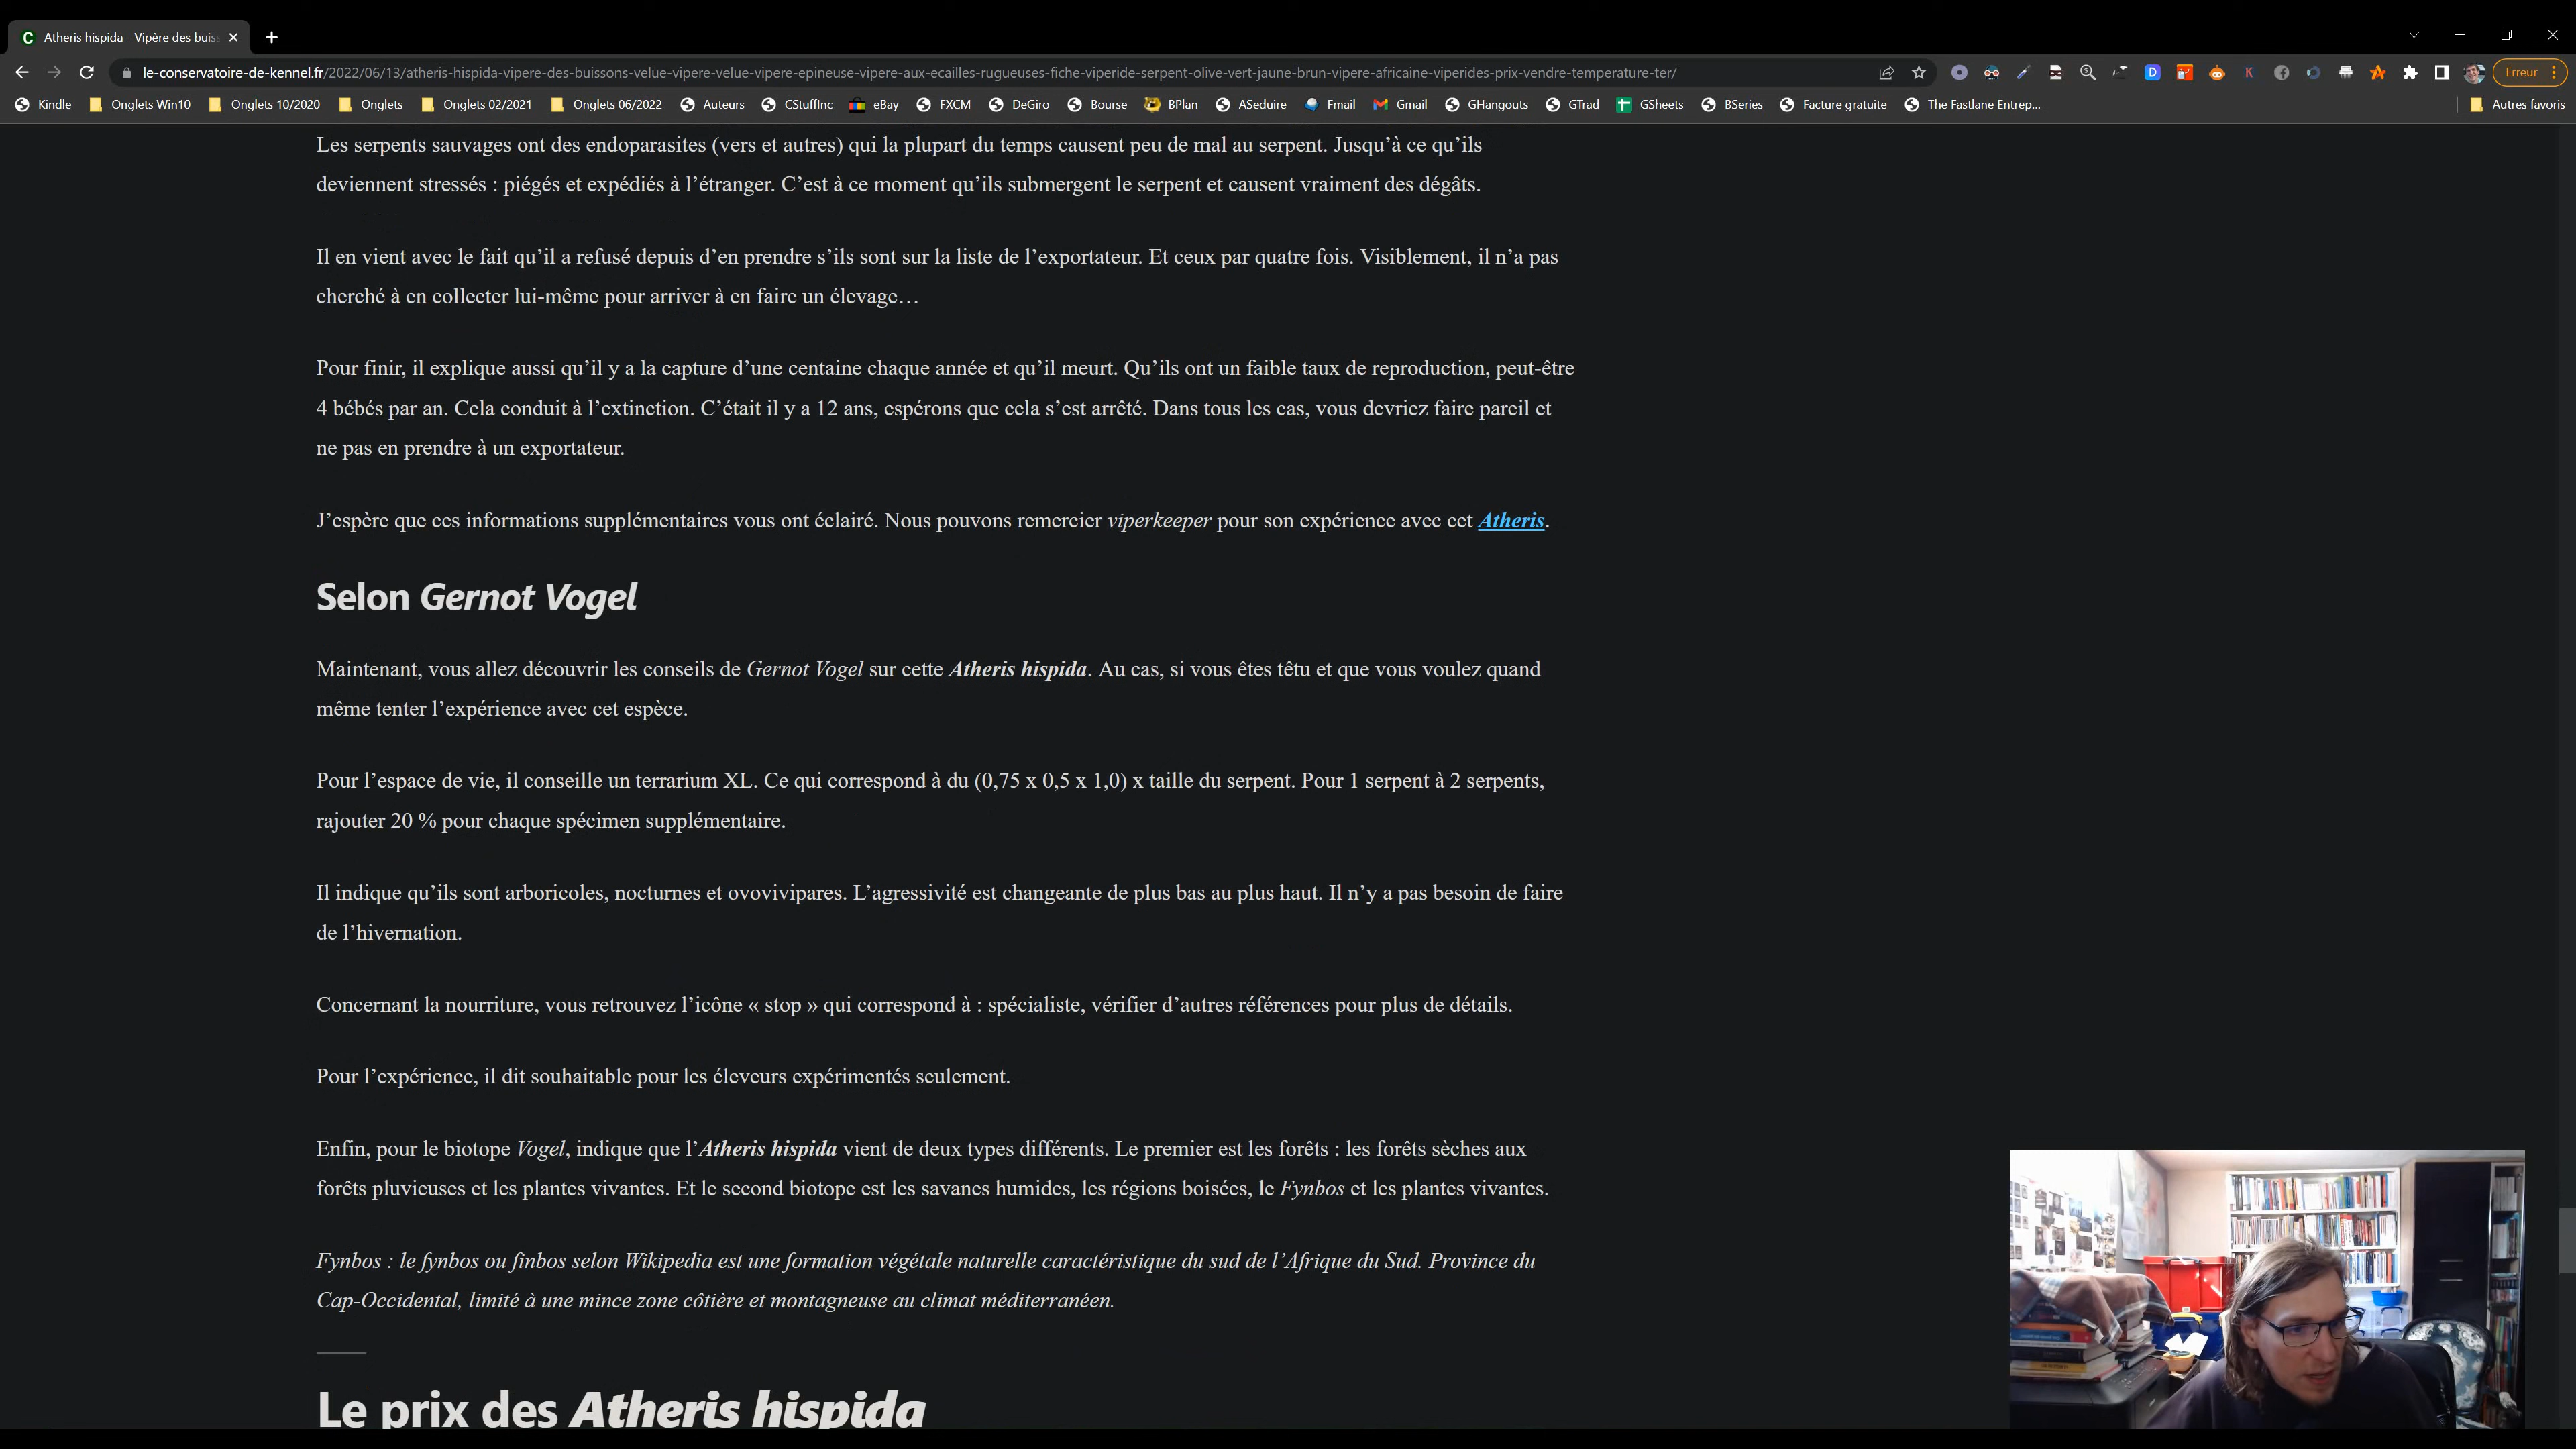 Atheris hispida - Vipère des buiss
le-conservatoire-de-kennel.fr/2022/06/13/atheris-hispida-vipere-des-buissons-velue-vipere-velue-vipere-epineuse-vipere-aux-ecailles-rugueuses-fiche-viperide-serpent-olive-vert-jaune-brun-vipere-africaine-viperides-prix-vendre-temperature-ter/
Erreur
Kindle Onglets Win10 Onglets 10/2020 Onglets Onglets 02/2021 Onglets 06/2022 Auteurs CStuffInc eBay FXCM DeGiro Bourse BPlan ASeduire Fmail Gmail GHangouts GTrad GSheets BSeries Facture gratuite The Fastlane Entrep... Autres favoris
Les serpents sauvages ont des endoparasites (vers et autres) qui la plupart du temps causent peu de mal au serpent. Jusqu’à ce qu’ils
deviennent stressés : piégés et expédiés à l’étranger. C’est à ce moment qu’ils submergent le serpent et causent vraiment des dégâts.
Il en vient avec le fait qu’il a refusé depuis d’en prendre s’ils sont sur la liste de l’exportateur. Et ceux par quatre fois. Visiblement, il n’a pas
cherché à en collecter lui-même pour arriver à en faire un élevage…
Pour finir, il explique aussi qu’il y a la capture d’une centaine chaque année et qu’il meurt. Qu’ils ont un faible taux de reproduction, peut-être
4 bébés par an. Cela conduit à l’extinction. C’était il y a 12 ans, espérons que cela s’est arrêté. Dans tous les cas, vous devriez faire pareil et
ne pas en prendre à un exportateur.
J’espère que ces informations supplémentaires vous ont éclairé. Nous pouvons remercier viperkeeper pour son expérience avec cet Atheris.
Selon Gernot Vogel
Maintenant, vous allez découvrir les conseils de Gernot Vogel sur cette Atheris hispida. Au cas, si vous êtes têtu et que vous voulez quand
même tenter l’expérience avec cet espèce.
Pour l’espace de vie, il conseille un terrarium XL. Ce qui correspond à du (0,75 x 0,5 x 1,0) x taille du serpent. Pour 1 serpent à 2 serpents,
rajouter 20 % pour chaque spécimen supplémentaire.
Il indique qu’ils sont arboricoles, nocturnes et ovovivipares. L’agressivité est changeante de plus bas au plus haut. Il n’y a pas besoin de faire
de l’hivernation.
Concernant la nourriture, vous retrouvez l’icône « stop » qui correspond à : spécialiste, vérifier d’autres références pour plus de détails.
Pour l’expérience, il dit souhaitable pour les éleveurs expérimentés seulement.
Enfin, pour le biotope Vogel, indique que l’Atheris hispida vient de deux types différents. Le premier est les forêts : les forêts sèches aux
forêts pluvieuses et les plantes vivantes. Et le second biotope est les savanes humides, les régions boisées, le Fynbos et les plantes vivantes.
Fynbos : le fynbos ou finbos selon Wikipedia est une formation végétale naturelle caractéristique du sud de l’Afrique du Sud. Province du
Cap-Occidental, limité à une mince zone côtière et montagneuse au climat méditerranéen.
Le prix des Atheris hispida